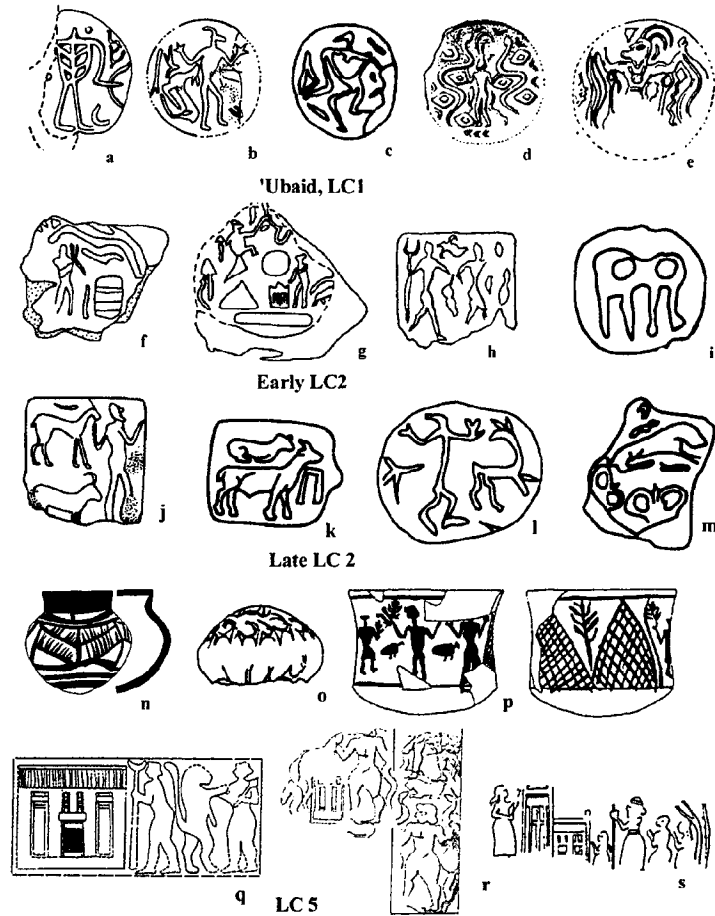 a b c d e
'Ubaid, LC1
f g h i
Early LC2
j k l m
Late LC 2
n o p
q r s
LC 5